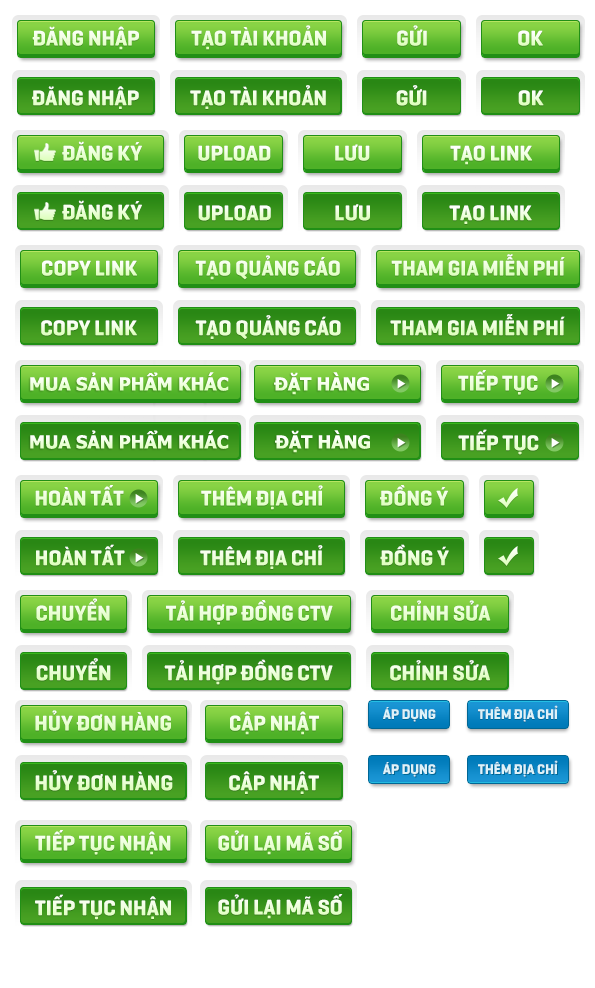 ĐĂNG NHẬP TẠO TÀI KHOẢN GỬI OK
ĐĂNG NHẬP TẠO TÀI KHOẢN GỬI OK
ĐĂNG KÝ UPLOAD LƯU TẠO LINK
ĐĂNG KÝ UPLOAD LƯU TẠO LINK
COPY LINK TẠO QUẢNG CÁO THAM GIA MIỄN PHÍ
COPY LINK TẠO QUẢNG CÁO THAM GIA MIỄN PHÍ
MUA SẢN PHẨM KHÁC ĐẶT HÀNG TIẾP TỤC
MUA SẢN PHẨM KHÁC ĐẶT HÀNG TIẾP TỤC
HOÀN TẤT THÊM ĐỊA CHỈ ĐỒNG Ý
HOÀN TẤT THÊM ĐỊA CHỈ ĐỒNG Ý
CHUYỂN TẢI HỢP ĐỒNG CTV CHỈNH SỬA
CHUYỂN TẢI HỢP ĐỒNG CTV CHỈNH SỬA
HỦY ĐƠN HÀNG CẬP NHẬT ÁP DỤNG THÊM ĐỊA CHỈ
HỦY ĐƠN HÀNG CẬP NHẬT ÁP DỤNG THÊM ĐỊA CHỈ
TIẾP TỤC NHẬN GỬI LẠI MÃ SỐ
TIẾP TỤC NHẬN GỬI LẠI MÃ SỐ